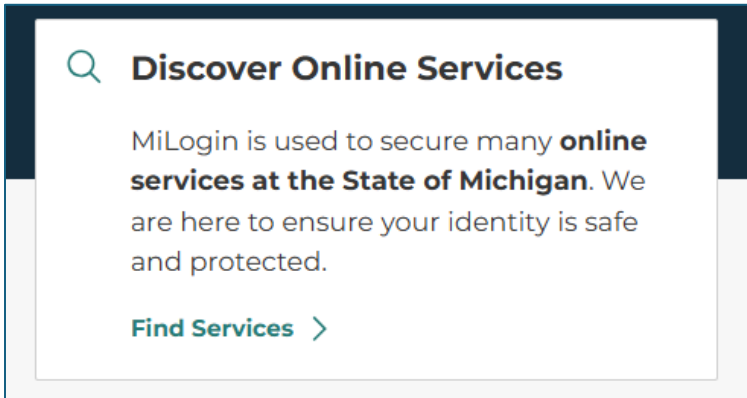 Discover Online Services
MiLogin is used to secure many online
services at the State of Michigan. We
are here to ensure your identity is safe
and protected.
Find Services